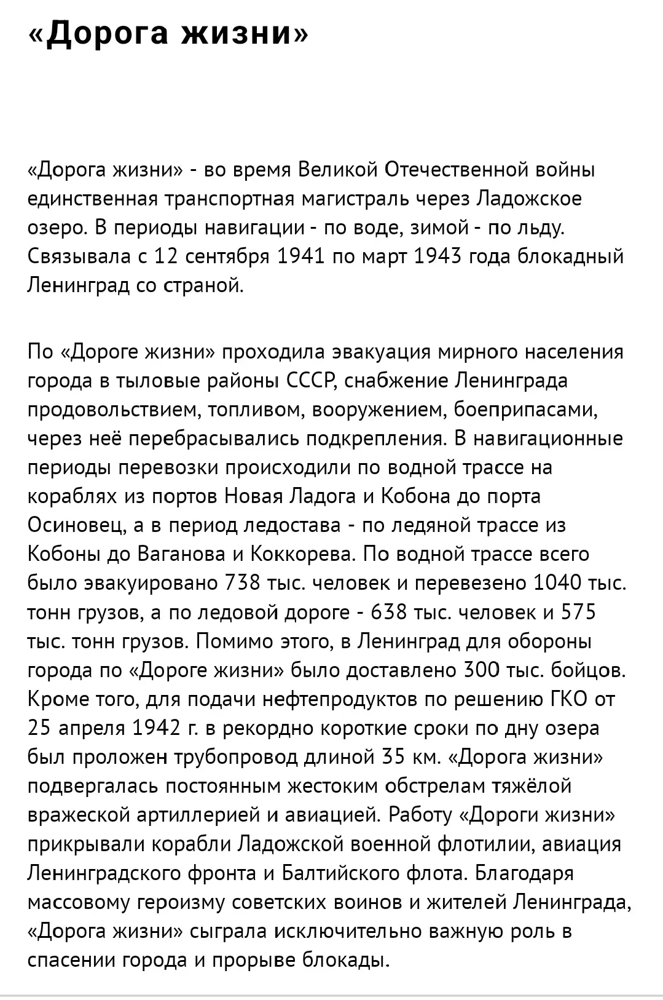 «Дорога жизни»
«Дорога жизни» - во время Великой Отечественной войны
единственная транспортная магистраль через Ладожское
озеро. В периоды навигации - по воде, зимой - по льду.
Связывала с 12 сентября 1941 по март 1943 года блокадный
Ленинград со страной.
По «Дороге жизни» проходила эвакуация мирного населения
города в тыловые районы СССР, снабжение Ленинграда
продовольствием, топливом, вооружением, боеприпасами,
через неё перебрасывались подкрепления. В навигационные
периоды перевозки происходили по водной трассе на
кораблях из портов Новая Ладога и Кобона до порта
Осиновец, а в период ледостава - по ледяной трассе из
Кобоны до Ваганова и Коккорева. По водной трассе всего
было эвакуировано 738 тыс. человек и перевезено 1040 тыс.
тонн грузов, а по ледовой дороге - 638 тыс. человек и 575
тыс. тонн грузов. Помимо этого, в Ленинград для обороны
города по «Дороге жизни» было доставлено 300 тыс. бойцов.
Кроме того, для подачи нефтепродуктов по решению ГКО от
25 апреля 1942 г. в рекордно короткие сроки по дну озера
был проложен трубопровод длиной 35 км. «Дорога жизни»
подвергалась постоянным жестоким обстрелам тяжёлой
вражеской артиллерией и авиацией. Работу «Дороги жизни»
прикрывали корабли Ладожской военной флотилии, авиация
Ленинградского фронта и Балтийского флота. Благодаря
массовому героизму советских воинов и жителей Ленинграда,
«Дорога жизни» сыграла исключительно важную роль в
спасении города и прорыве блокады.